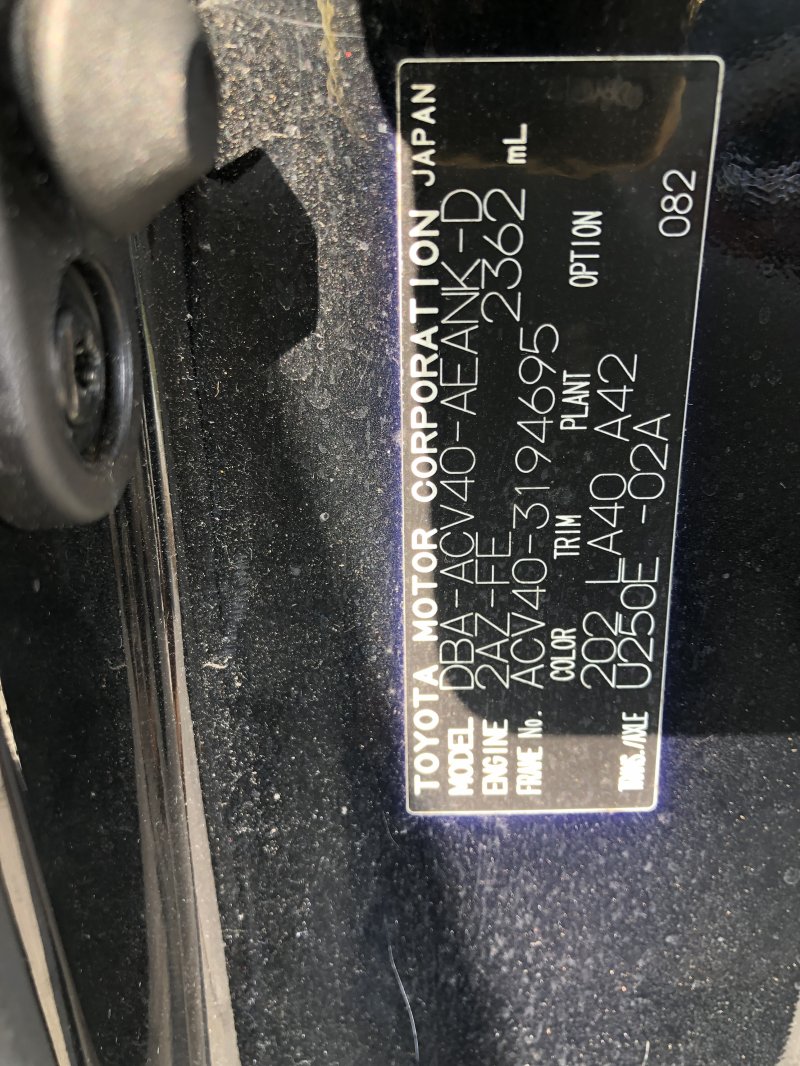 TOYOTA MOTOR CORPORATION JAPAN
MODEL DBA-ACV40-AEANK-D
ENGINE 2AZ-FE 2362 mL
FRAME No. ACV40-3194695
COLOR TRIM PLANT OPTION
202 LA40 A42
TRANS./AXLE U250E -02A
082